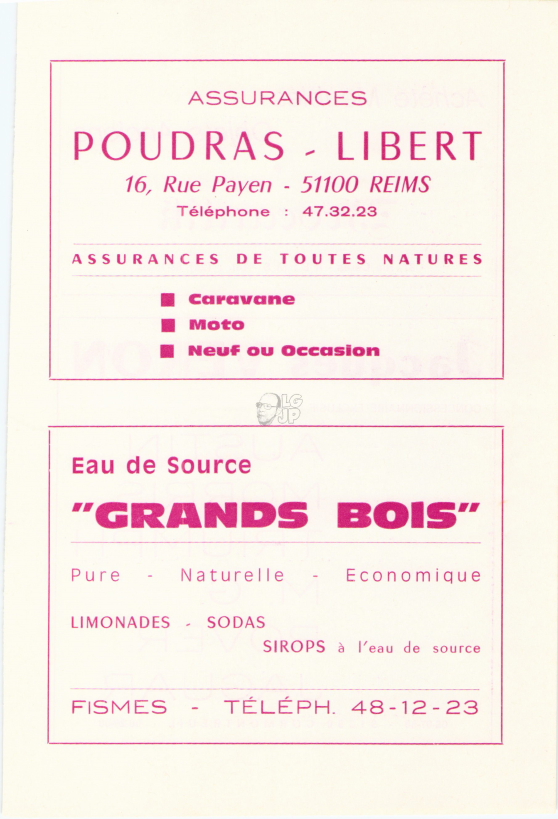 ASSURANCES
POUDRAS - LIBERT
16, Rue Payen - 51100 REIMS
Téléphone : 47.32.23
ASSURANCES DE TOUTES NATURES
■ Caravane
■ Moto
■ Neuf ou Occasion
LG
JP
Eau de Source
"GRANDS BOIS"
Pure - Naturelle - Economique
LIMONADES - SODAS
SIROPS à l'eau de source
FISMES - TÉLÉPH. 48-12-23